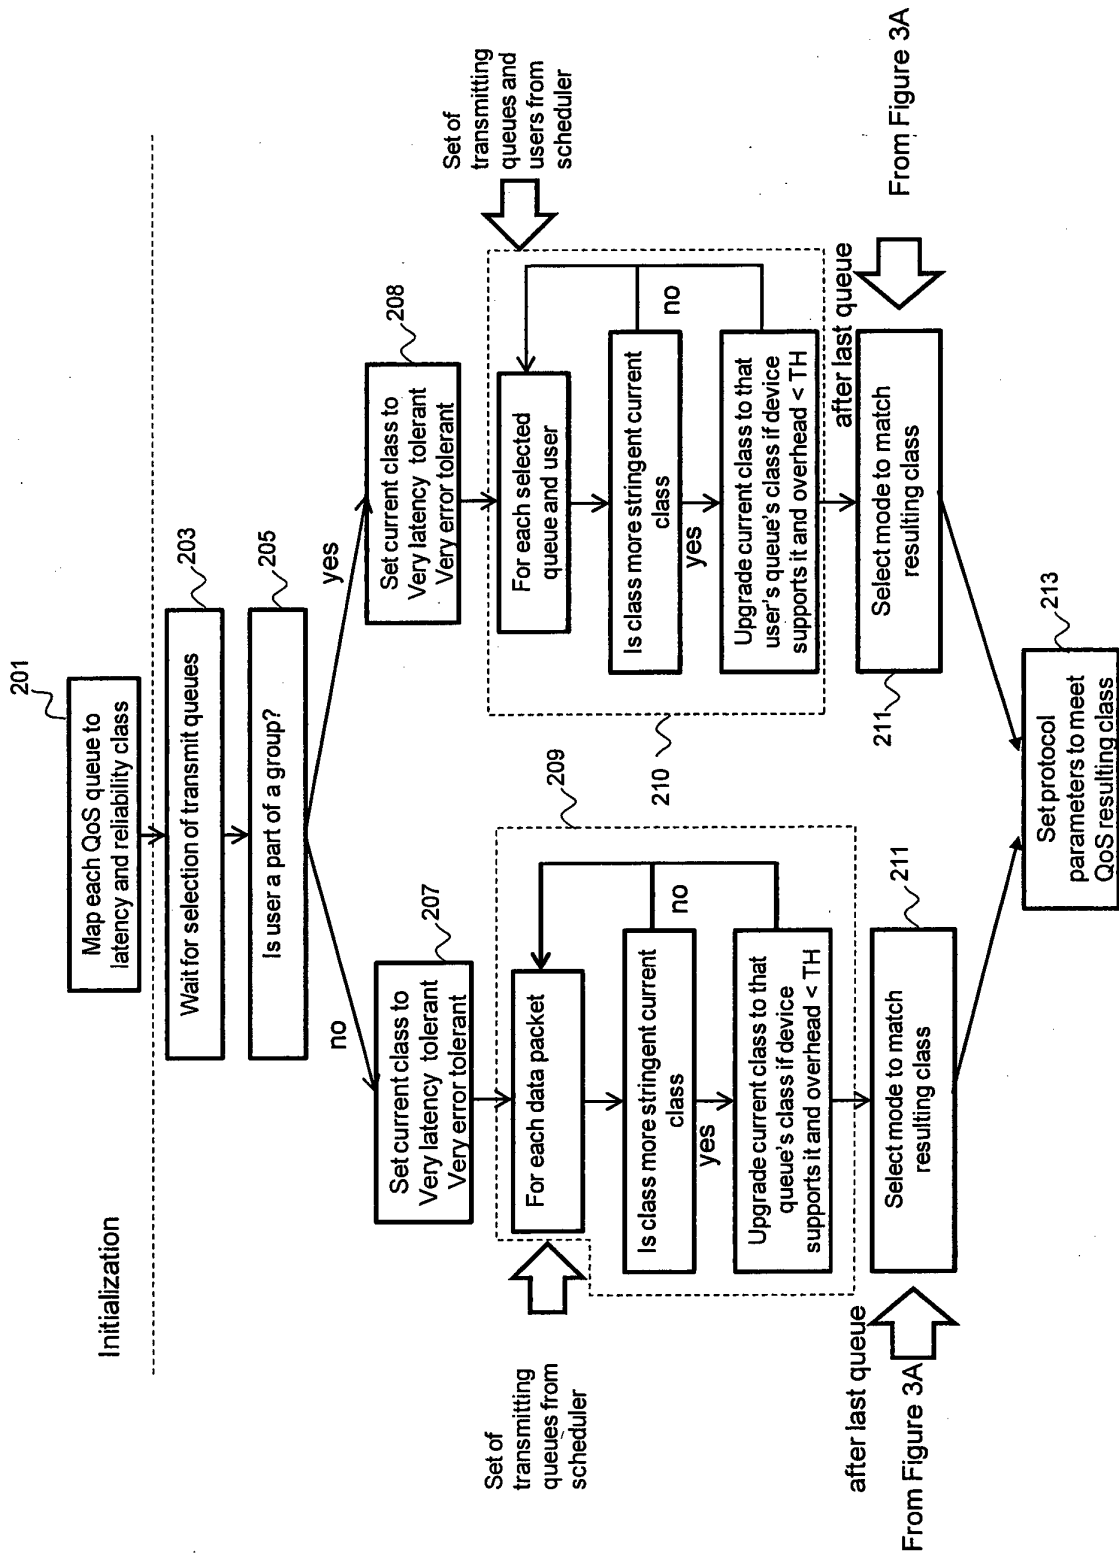 Initialization
201
Map each QoS queue to
latency and reliability class
203
Wait for selection of transmit queues
205
Is user a part of a group?
no
yes
207
Set current class to
Very latency tolerant
Very error tolerant
208
Set current class to
Very latency tolerant
Very error tolerant
Set of
transmitting
queues from
scheduler
209
For each data packet
Is class more stringent current
class
no
yes
Upgrade current class to that
queue's class if device
supports it and overhead < TH
Set of
transmitting
queues and
users from
scheduler
210
For each selected
queue and user
Is class more stringent current
class
no
yes
Upgrade current class to that
user's queue's class if device
supports it and overhead < TH
after last queue
From Figure 3A
211
Select mode to match
resulting class
after last queue
From Figure 3A
211
Select mode to match
resulting class
213
Set protocol
parameters to meet
QoS resulting class